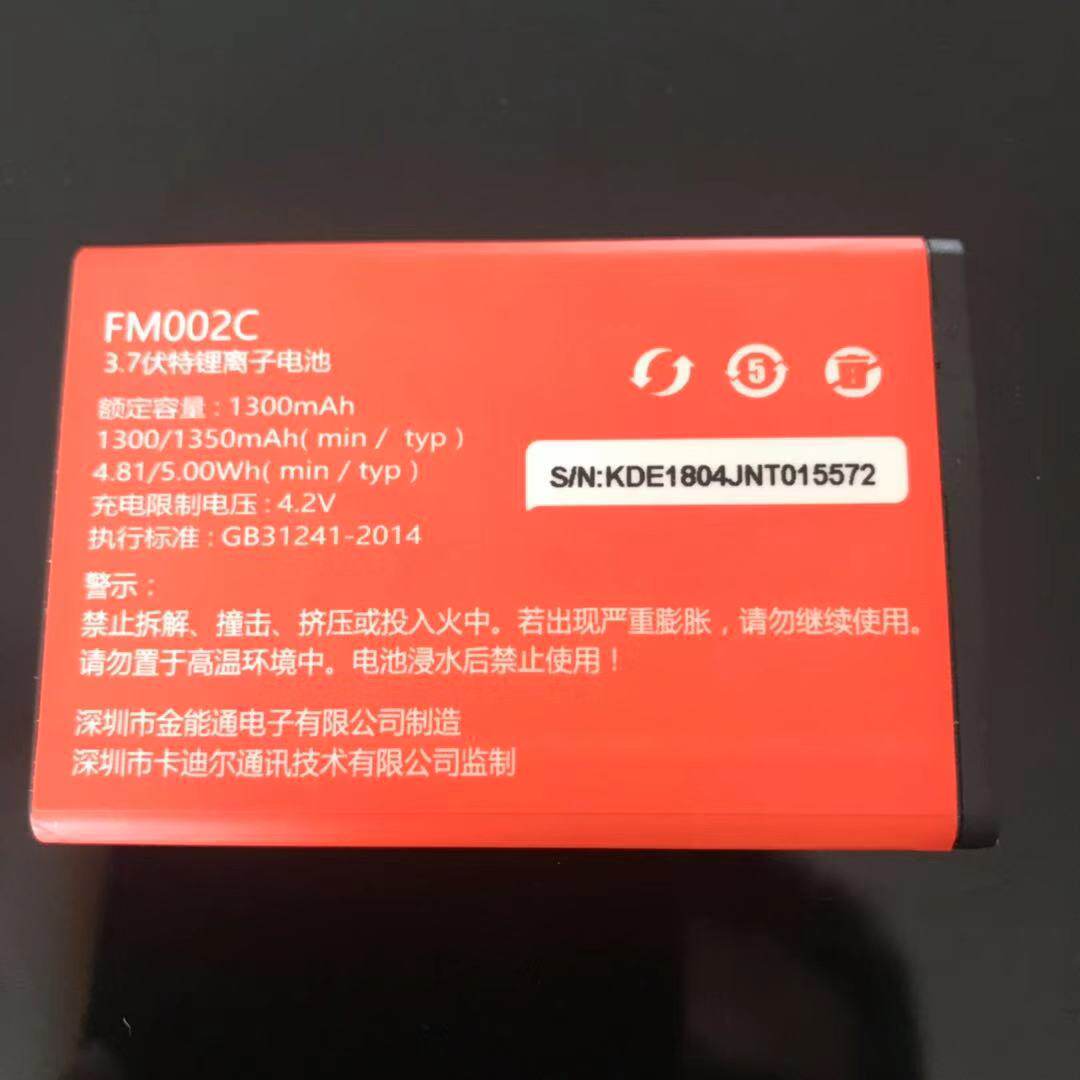 FM002C
3.7伏特锂离子电池
额定容量：1300mAh
1300/1350mAh( min / typ )
4.81/5.00Wh( min / typ )
充电限制电压：4.2V
执行标准：GB31241-2014
5
S/N:KDE1804JNT015572
警示：
禁止拆解、撞击、挤压或投入火中。若出现严重膨胀，请勿继续使用。
请勿置于高温环境中。电池浸水后禁止使用！
深圳市金能通电子有限公司制造
深圳市卡迪尔通讯技术有限公司监制